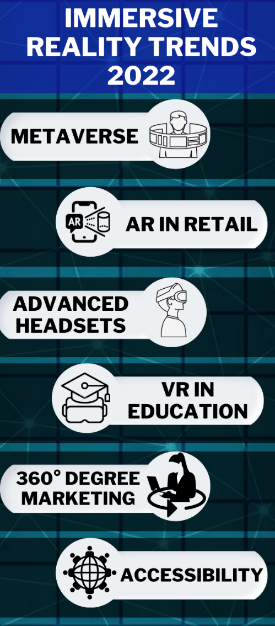 IMMERSIVE
REALITY TRENDS
2022
METAVERSE
AR
AR IN RETAIL
ADVANCED
HEADSETS
VR IN
EDUCATION
360° DEGREE
MARKETING
ACCESSIBILITY